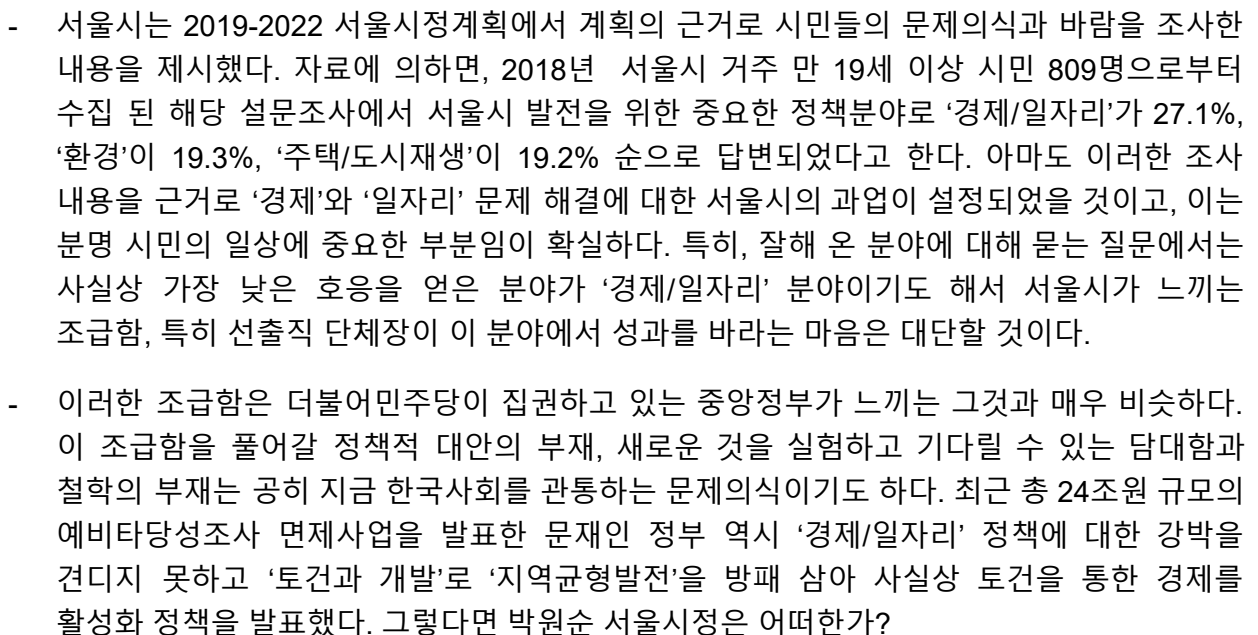 - 서울시는 2019-2022 서울시정계획에서 계획의 근거로 시민들의 문제의식과 바람을 조사한
내용을 제시했다. 자료에 의하면, 2018년 서울시 거주 만 19세 이상 시민 809명으로부터
수집 된 해당 설문조사에서 서울시 발전을 위한 중요한 정책분야로 ‘경제/일자리’가 27.1%,
‘환경’이 19.3%, ‘주택/도시재생’이 19.2% 순으로 답변되었다고 한다. 아마도 이러한 조사
내용을 근거로 ‘경제’와 ‘일자리’ 문제 해결에 대한 서울시의 과업이 설정되었을 것이고, 이는
분명 시민의 일상에 중요한 부분임이 확실하다. 특히, 잘해 온 분야에 대해 묻는 질문에서는
사실상 가장 낮은 호응을 얻은 분야가 ‘경제/일자리’ 분야이기도 해서 서울시가 느끼는
조급함, 특히 선출직 단체장이 이 분야에서 성과를 바라는 마음은 대단할 것이다.
- 이러한 조급함은 더불어민주당이 집권하고 있는 중앙정부가 느끼는 그것과 매우 비슷하다.
이 조급함을 풀어갈 정책적 대안의 부재, 새로운 것을 실험하고 기다릴 수 있는 담대함과
철학의 부재는 공히 지금 한국사회를 관통하는 문제의식이기도 하다. 최근 총 24조원 규모의
예비타당성조사 면제사업을 발표한 문재인 정부 역시 ‘경제/일자리’ 정책에 대한 강박을
견디지 못하고 ‘토건과 개발’로 ‘지역균형발전’을 방패 삼아 사실상 토건을 통한 경제를
활성화 정책을 발표했다. 그렇다면 박원순 서울시정은 어떠한가?